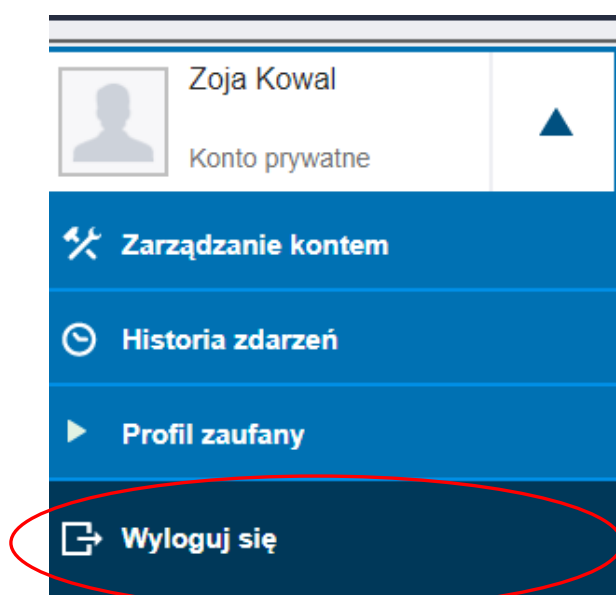 Zoja Kowal
Konto prywatne
Zarządzanie kontem
Historia zdarzeń
Profil zaufany
Wyloguj się